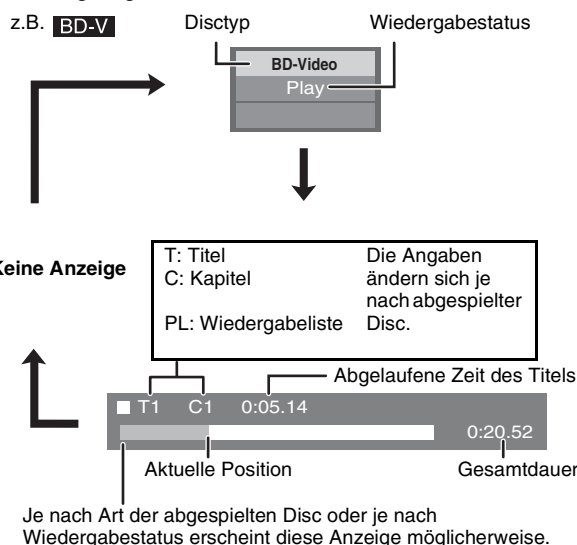 z.B. BD-V
Disctyp
Wiedergabestatus
BD-Video
Play
Keine Anzeige
T: Titel
C: Kapitel
PL: Wiedergabeliste
Die Angaben
ändern sich je
nach abgespielter
Disc.
Abgelaufene Zeit des Titels
T1 C1 0:05.14
0:20.52
Aktuelle Position
Gesamtdauer
Je nach Art der abgespielten Disc oder je nach
Wiedergabestatus erscheint diese Anzeige möglicherweise.